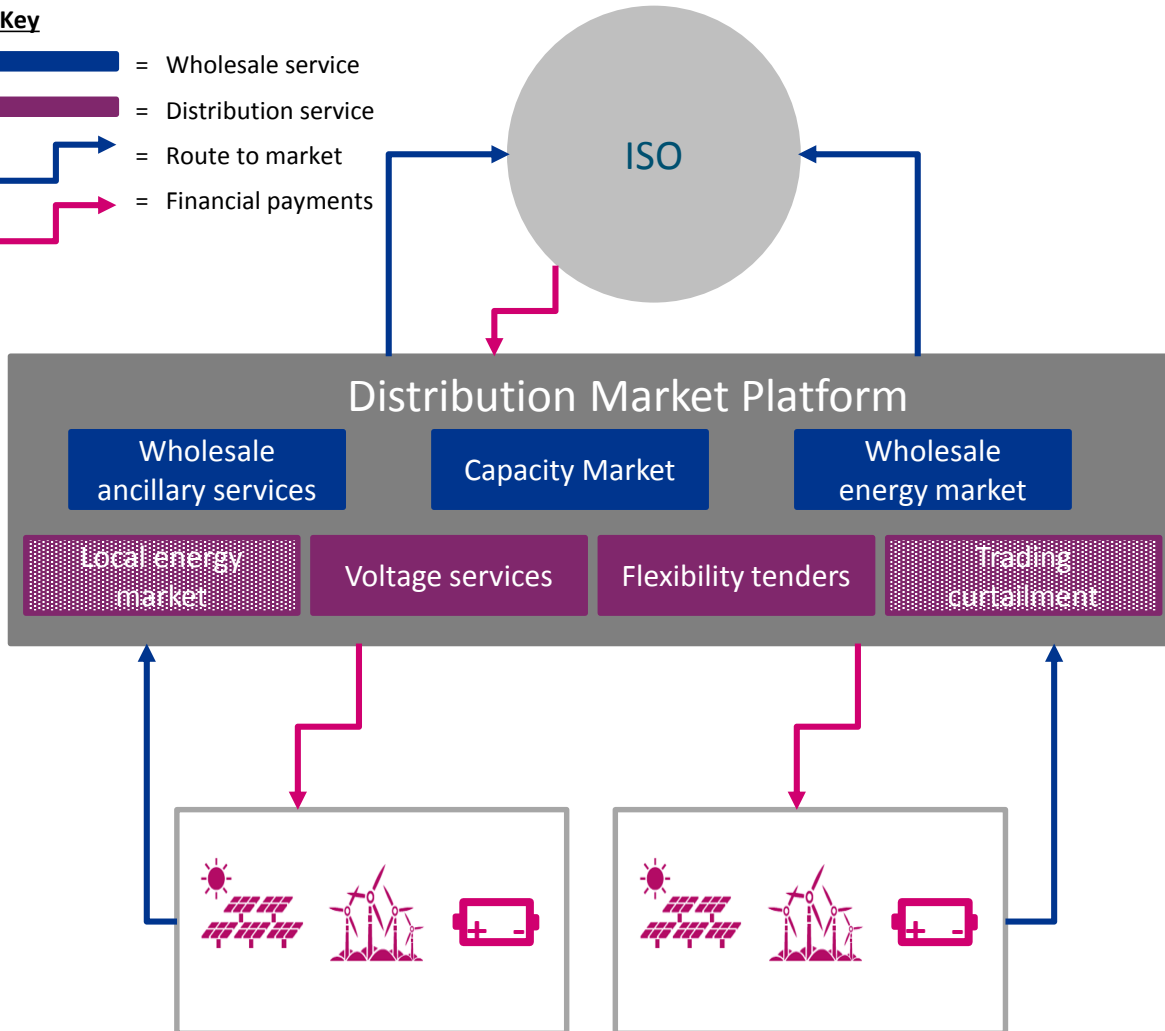 Key
= Wholesale service
= Distribution service
= Route to market
= Financial payments
ISO
Distribution Market Platform
Wholesale
ancillary services
Capacity Market
Wholesale
energy market
Local energy
market
Voltage services
Flexibility tenders
Trading
curtailment
+ -
+ -